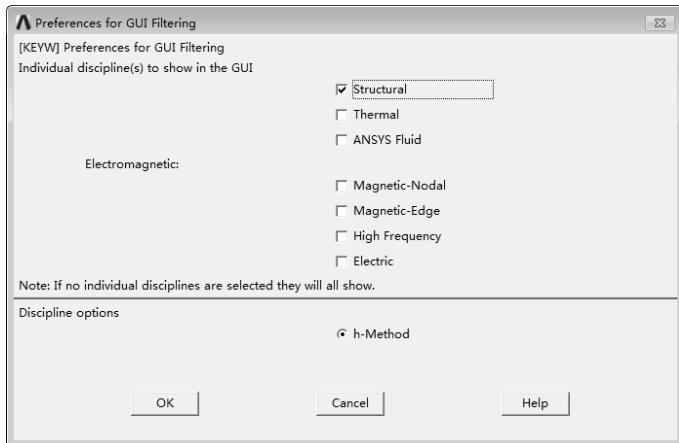 Preferences for GUI Filtering
[KEYW] Preferences for GUI Filtering
Individual discipline(s) to show in the GUI
Structural
Thermal
ANSYS Fluid
Electromagnetic:
Magnetic-Nodal
Magnetic-Edge
High Frequency
Electric
Note: If no individual disciplines are selected they will all show.
Discipline options
h-Method
OK Cancel Help